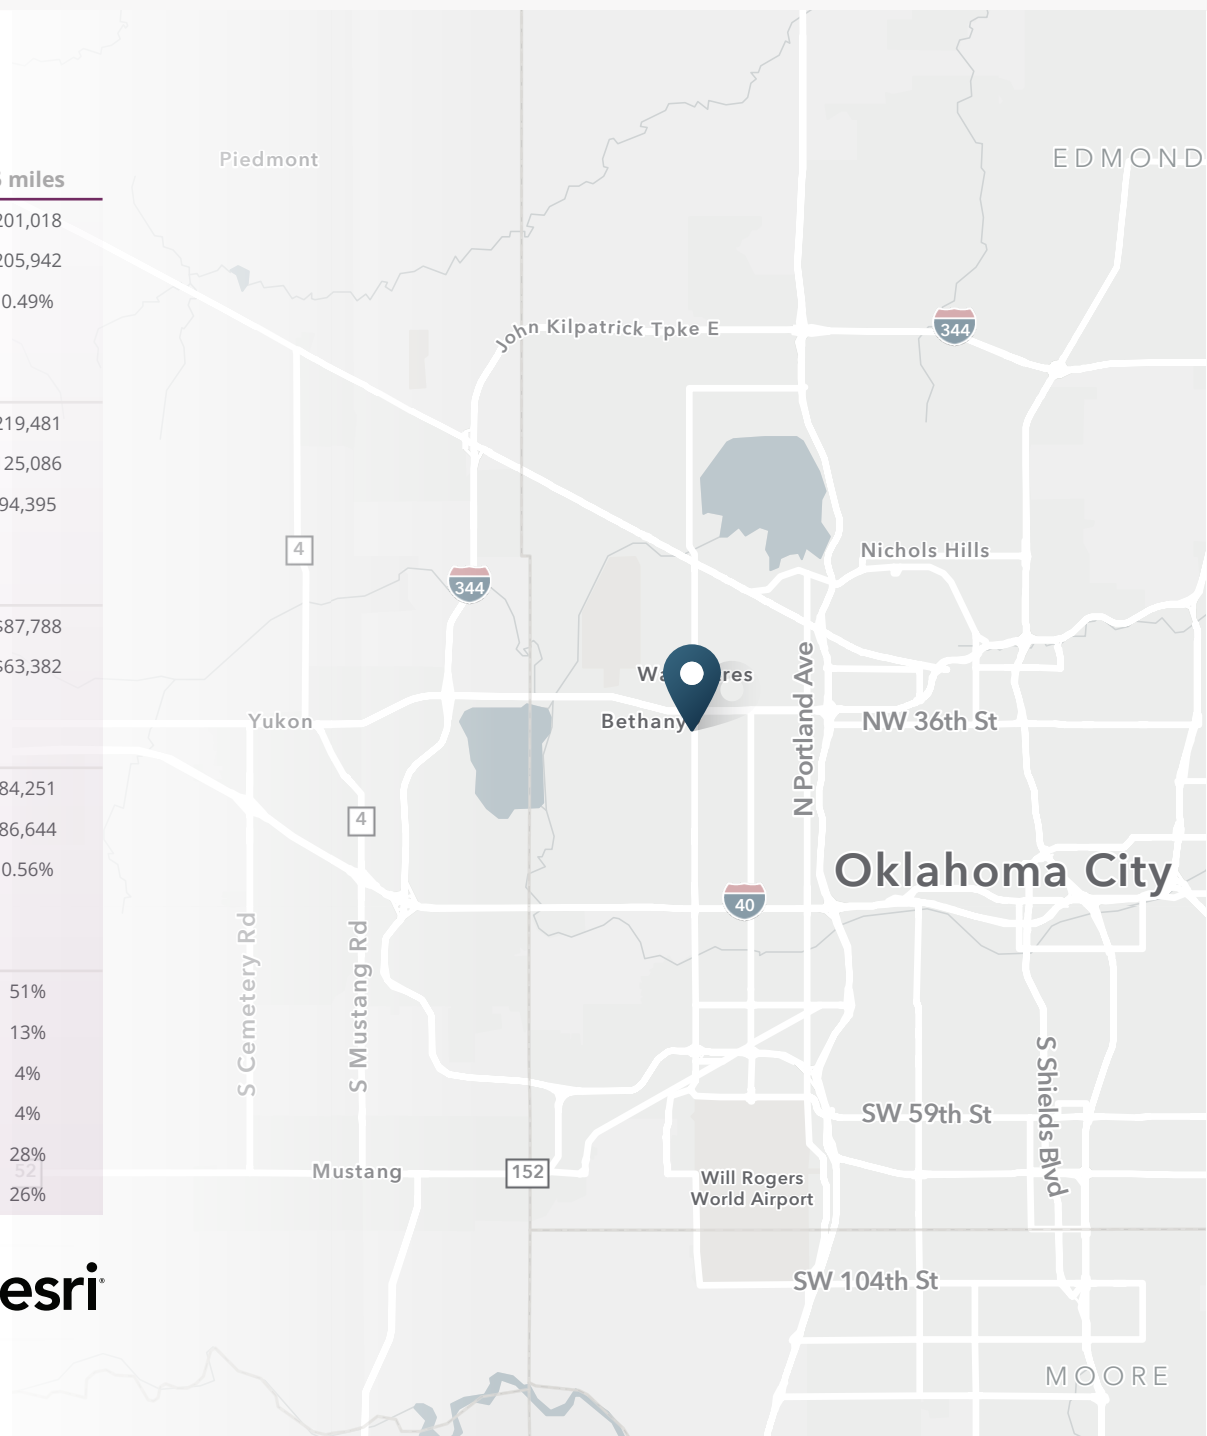 miles
201,018
205,942
0.49%
219,481
25,086
94,395
$87,788
$63,382
84,251
86,644
0.56%
51%
13%
4%
4%
28%
26%
52
esri
Piedmont
EDMOND
John Kilpatrick Tpke E
344
4
344
Nichols Hills
Bethany
Yukon
N Portland Ave
NW 36th St
4
Oklahoma City
40
S Cemetery Rd
S Mustang Rd
S Shields Blvd
SW 59th St
Mustang
152
Will Rogers
World Airport
SW 104th St
MOORE